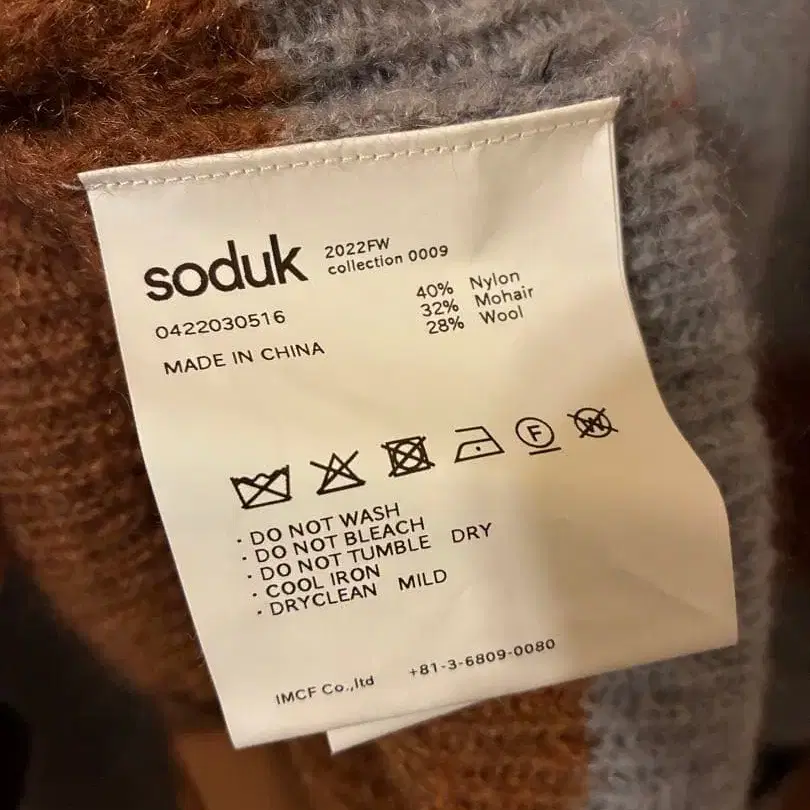 soduk
2022FW
collection 0009
0422030516
MADE IN CHINA
40% Nylon
32% Mohair
28% Wool
F W
· DO NOT WASH
· DO NOT BLEACH
· DO NOT TUMBLE DRY
· COOL IRON
· DRYCLEAN MILD
IMCF Co.,ltd +81-3-6809-0080